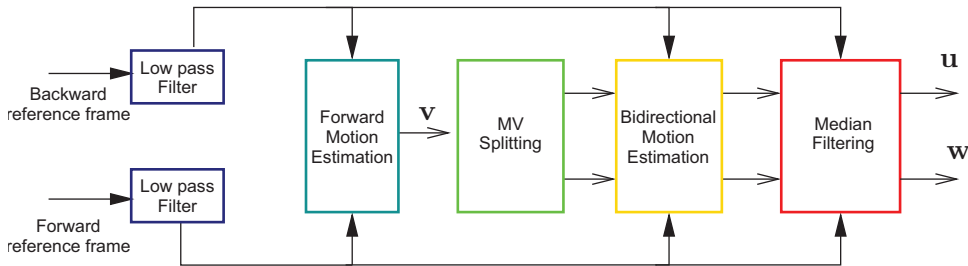 Low pass
Filter
Backward
reference frame
Low pass
Filter
Forward
reference frame
Forward
Motion
Estimation
v
MV
Splitting
Bidirectional
Motion
Estimation
Median
Filtering
u
w